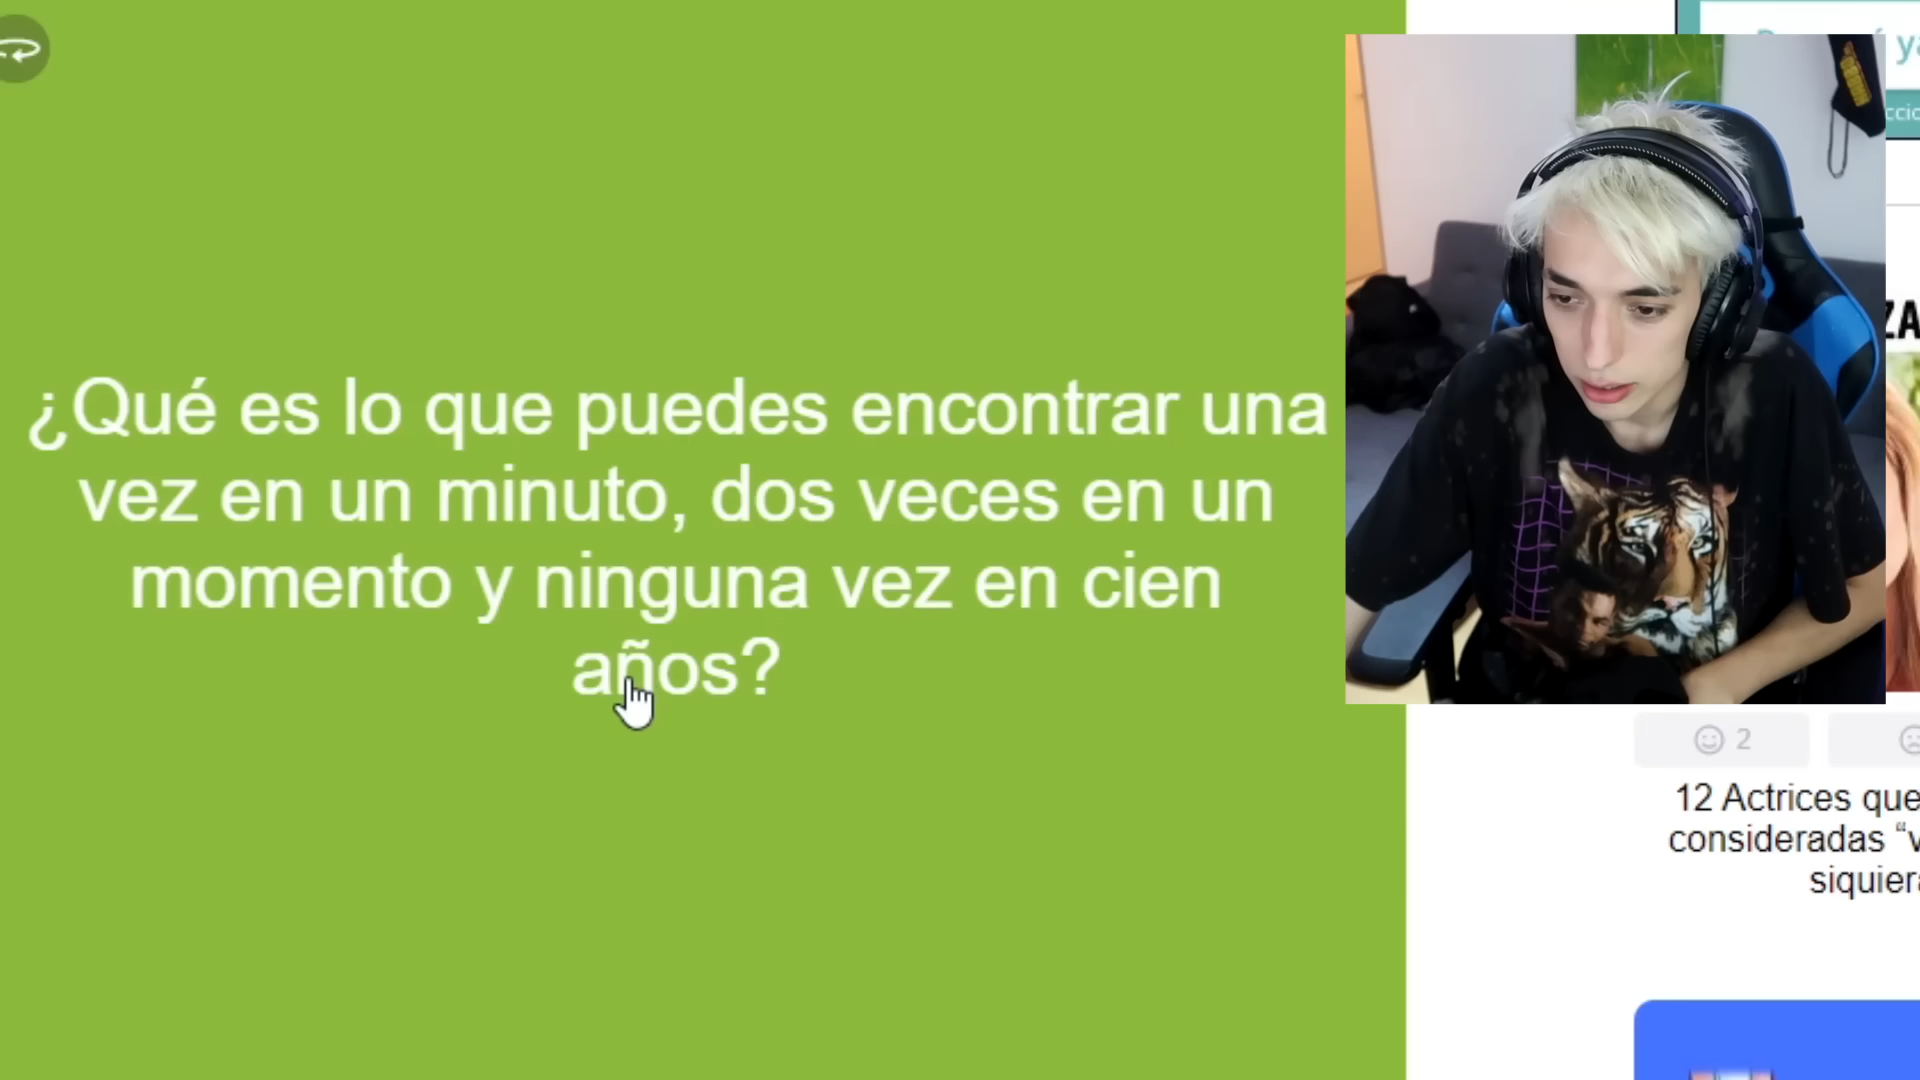 ¿Qué es lo que puedes encontrar una
vez en un minuto, dos veces en un
momento y ninguna vez en cien
años?
2
12 Actrices que
consideradas “v
siquiera